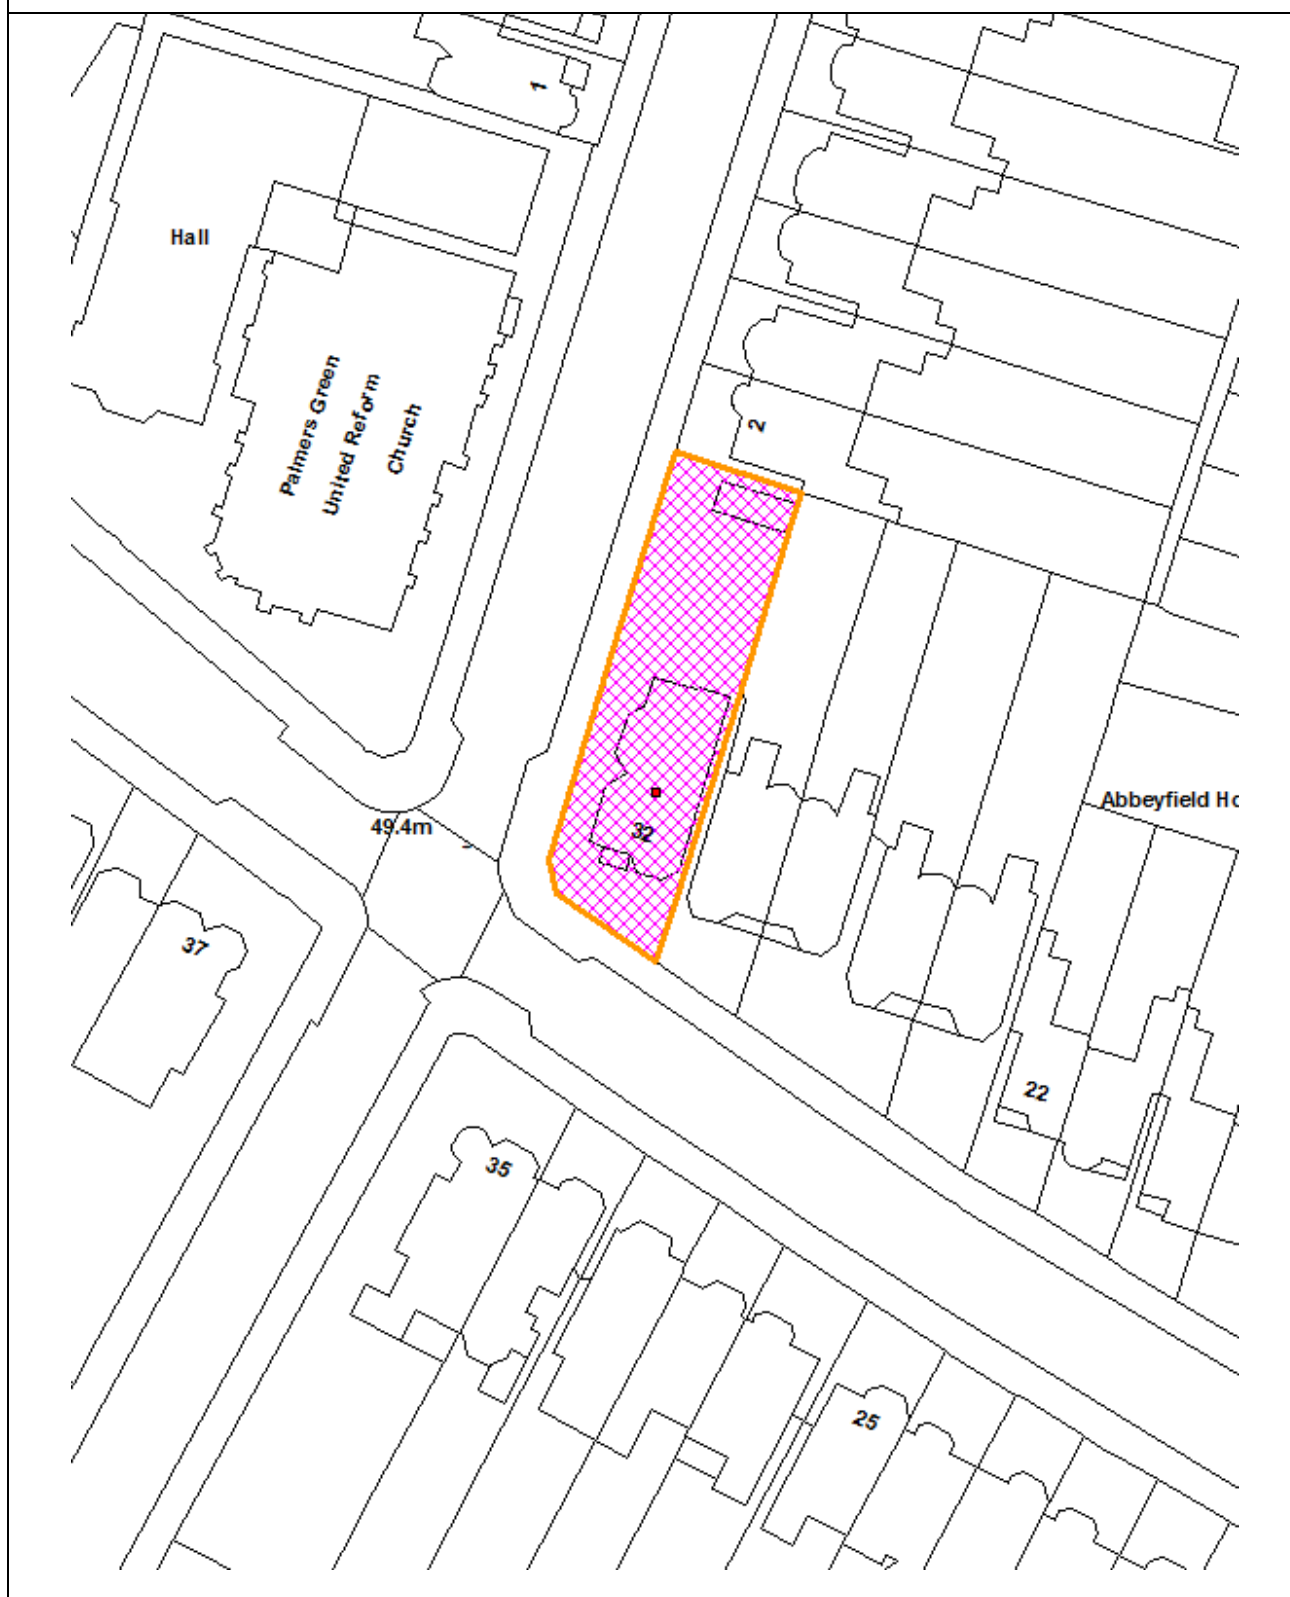 1
Hall
Palmers Green
United Reform
Church
2
Abbeyfield Ho
49.4m
32
37
22
35
25